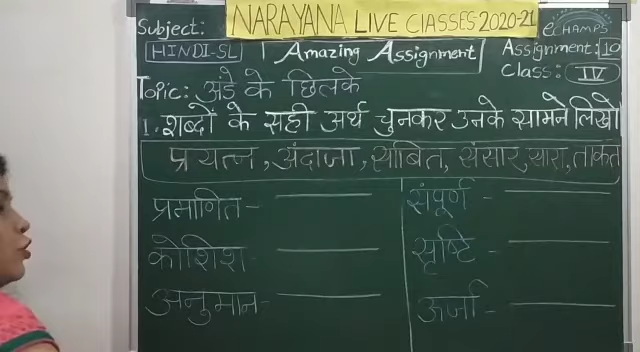 NARAYANA LIVE CLASSES 2020-21
Subject:
HINDI-SL
Amazing Assignment
eCHAMPS
Assignment: 10
Class: IV
Topic: अंडे के छिलके
1. शब्दों के सही अर्थ चुनकर उनके सामने लिखो
प्रयत्न, अंदाजा, साबित, संसार, सारा, ताकत
प्रमाणित -
कोशिश -
अनुमान -
संपूर्ण -
सृष्टि -
ऊर्जा -